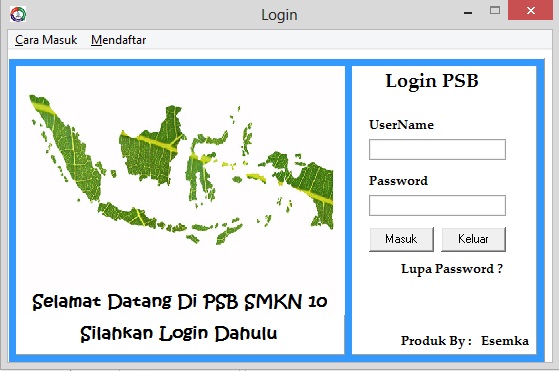 Login
Cara Masuk Mendaftar
Login PSB
UserName
Password
Masuk Keluar
Lupa Password ?
Selamat Datang Di PSB SMKN 10
Silahkan Login Dahulu
Produk By : Esemka